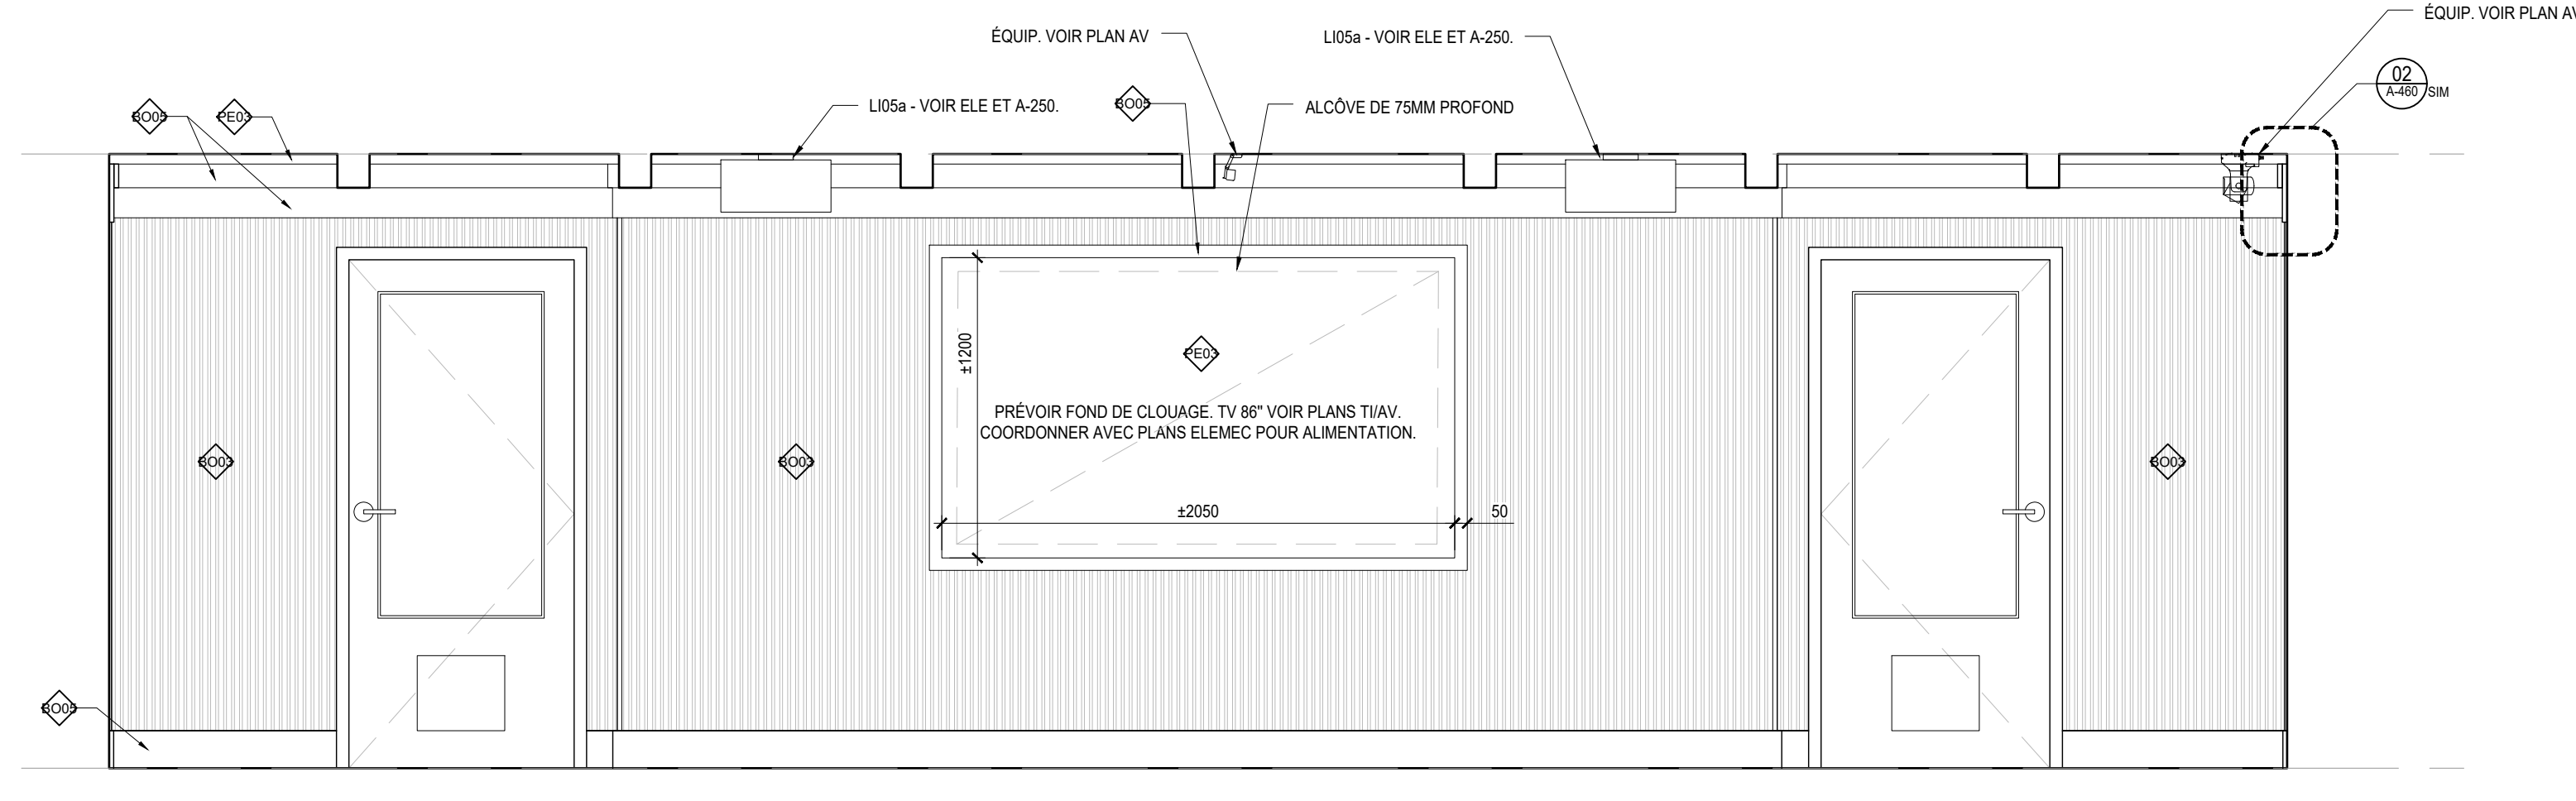 ÉQUIP. VOIR PLAN AV
ÉQUIP. VOIR PLAN AV
LI05a - VOIR ELE ET A-250.
02
A-460
SIM
BO05
PE03
LI05a - VOIR ELE ET A-250.
BO05
ALCÔVE DE 75MM PROFOND
±1200
PE03
PRÉVOIR FOND DE CLOUAGE. TV 86" VOIR PLANS TI/AV.
COORDONNER AVEC PLANS ELEMEC POUR ALIMENTATION.
BO03
BO03
BO03
±2050
50
BO05